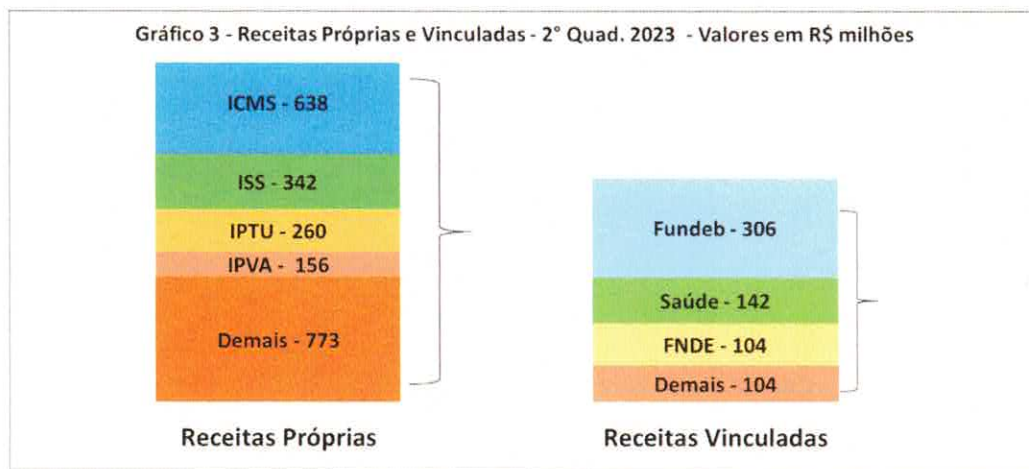 Gráfico 3 - Receitas Próprias e Vinculadas - 2° Quad. 2023 - Valores em R$ milhões
ICMS - 638
ISS - 342
IPTU - 260
IPVA - 156
Demais - 773
Receitas Próprias
Fundeb - 306
Saúde - 142
FNDE - 104
Demais - 104
Receitas Vinculadas